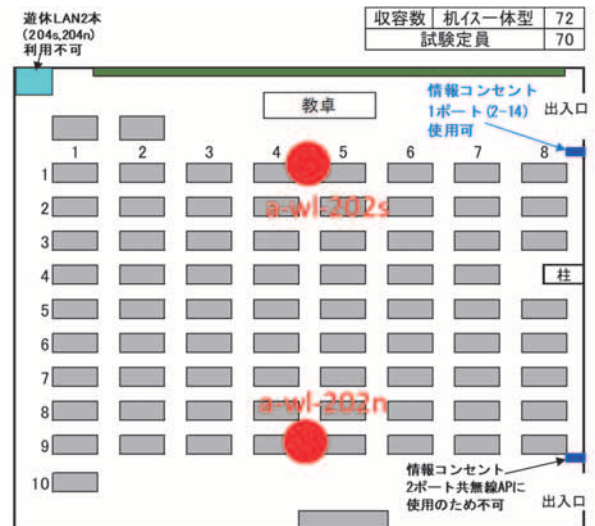 遊休LAN2本
(204s,204n)
利用不可
収容数 机イス一体型 72
試験定員 70
教卓
情報コンセント
1ポート(2-14)
使用可
出入口
1 2 3 4 5 6 7 8
1
a-wl-202s
2
3
4
柱
5
6
7
a-wl-202n
8
9
10
情報コンセント
2ポート共無線APに
使用のため不可
出入口